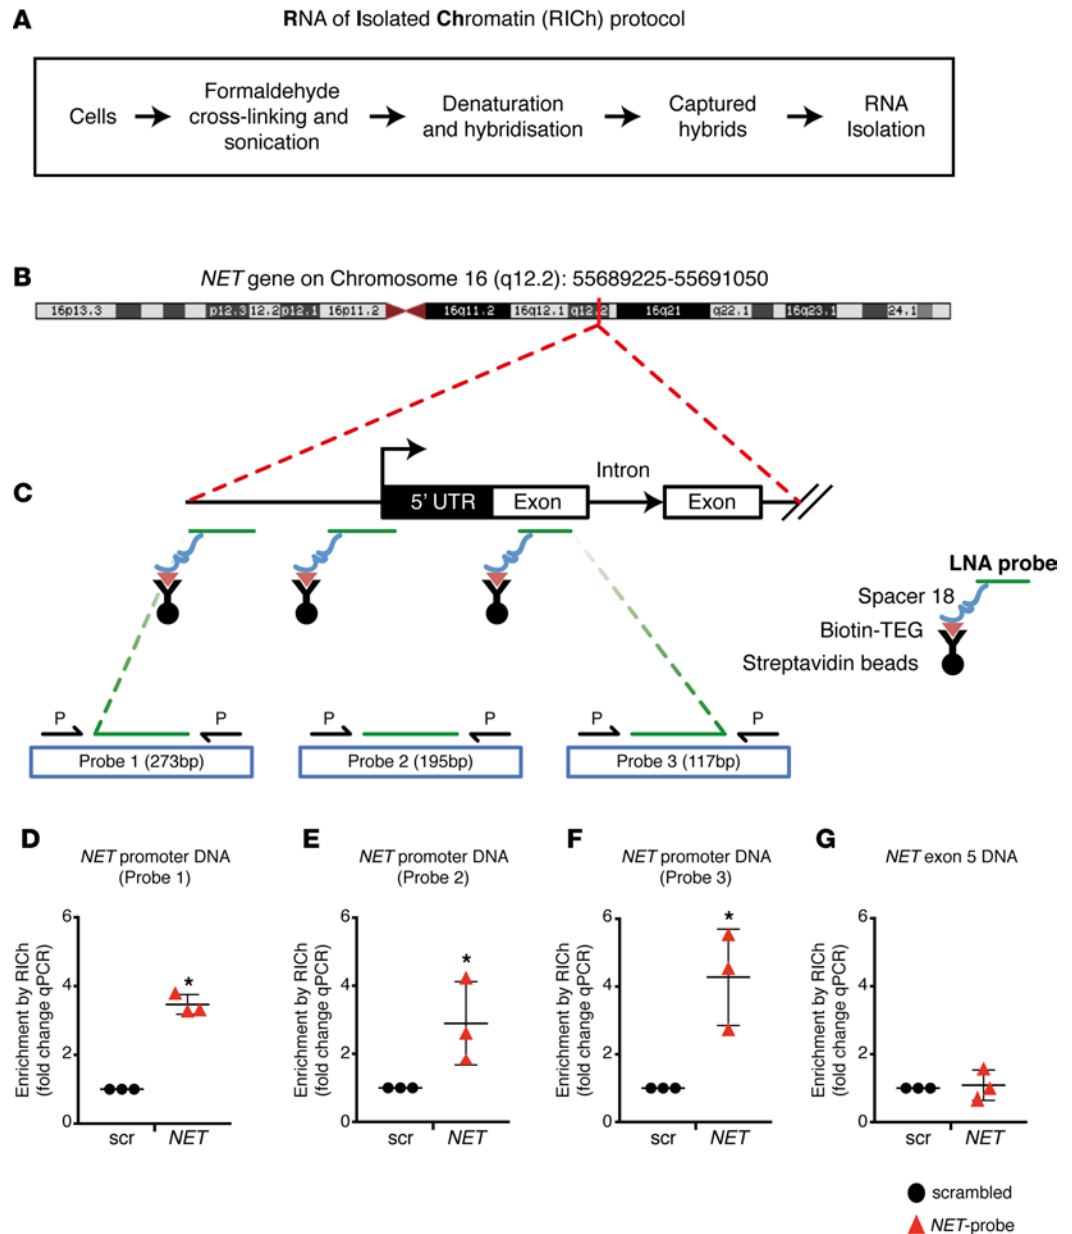 A
RNA of Isolated Chromatin (RICh) protocol
Cells
Formaldehyde
cross-linking and
sonication
Denaturation
and hybridisation
Captured
hybrids
RNA
Isolation
B
NET gene on Chromosome 16 (q12.2): 55689225-55691050
16p13.3 p12.3 12.2 p12.1 16p11.2 16q11.2 16q12.1 q12.2 16q21 q22.1 16q23.1 24.1
C
5' UTR
Exon
Intron
Exon
LNA probe
Spacer 18
Biotin-TEG
Streptavidin beads
P P P P P P
Probe 1 (273bp)
Probe 2 (195bp)
Probe 3 (117bp)
D
NET promoter DNA
(Probe 1)
Enrichment by RICh
(fold change qPCR)
6
4
2
0
*
scr NET
E
NET promoter DNA
(Probe 2)
Enrichment by RICh
(fold change qPCR)
6
4
2
0
*
scr NET
F
NET promoter DNA
(Probe 3)
Enrichment by RICh
(fold change qPCR)
6
4
2
0
*
scr NET
G
NET exon 5 DNA
Enrichment by RICh
(fold change qPCR)
6
4
2
0
scr NET
scrambled
NET-probe